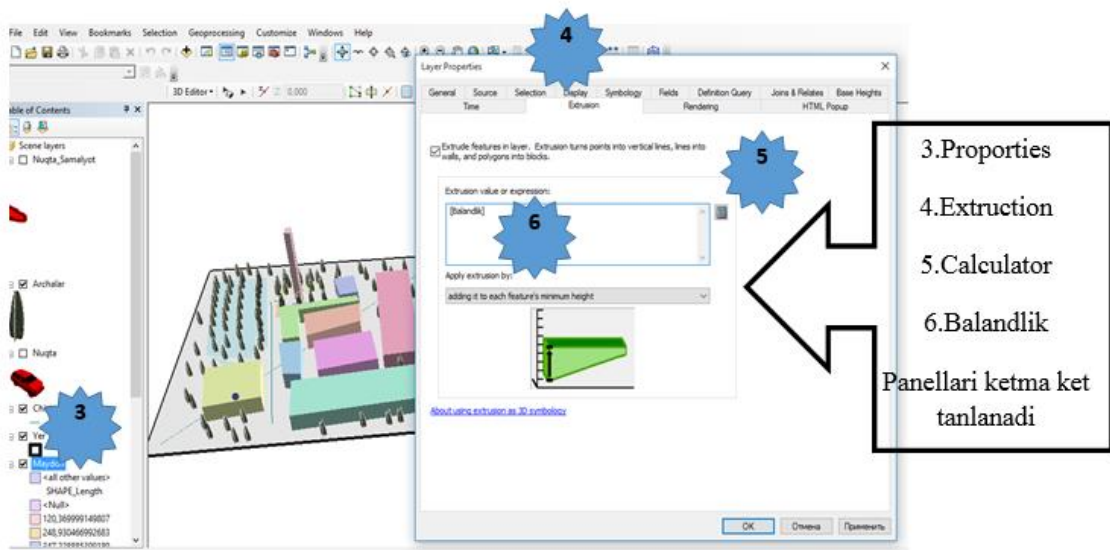 File Edit View Bookmarks Selection Geoprocessing Customize Windows Help
3D Editor
0,000
Table of Contents
Scene layers
Nuqta_Samalyot
Archalar
Nuqta
3
Maydon
<all other values>
SHAPE_Length
<Null>
120,369999149807
248,930466992683
4
Layer Properties
General Source Selection Display Symbology Fields Definition Query Joins & Relates Base Heights
Time Extrusion Rendering HTML Popup
Extrude features in layer. Extrusion turns points into vertical lines, lines into
walls, and polygons into blocks.
5
Extrusion value or expression:
[Balandlik]
6
Apply extrusion by:
adding it to each feature's minimum height
About using extrusion as 3D symbology
OK Отмена Применить
3.Proporties
4.Extruction
5.Calculator
6.Balandlik
Panellari ketma ket
tanlanadi